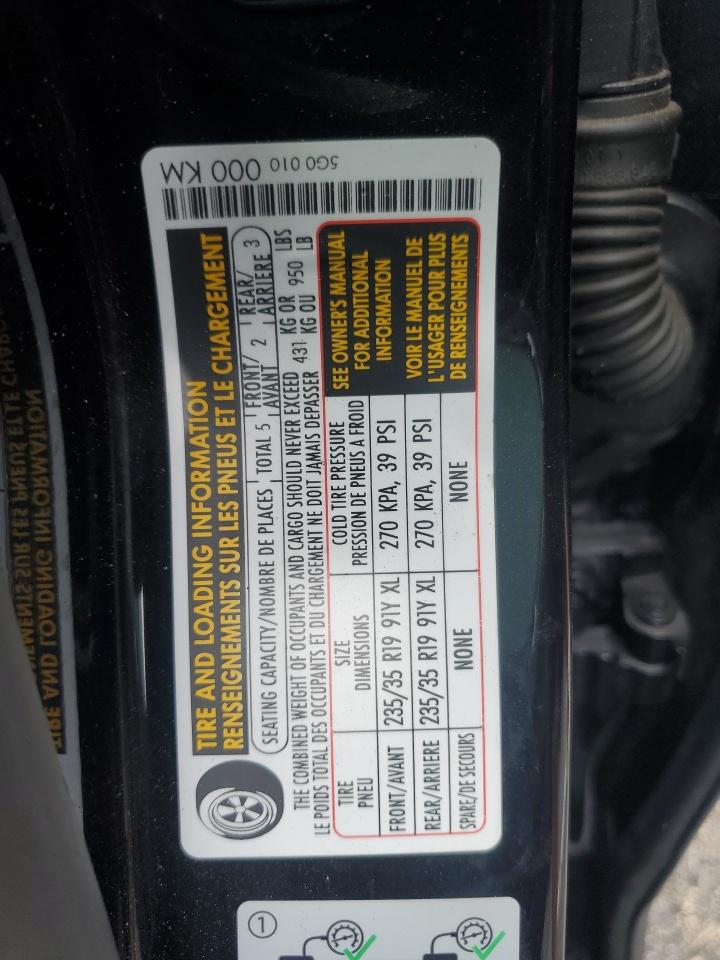 5G0 010 000 KM
TIRE AND LOADING INFORMATION
RENSEIGNEMENTS SUR LES PNEUS ET LE CHARGEMENT
SEATING CAPACITY/NOMBRE DE PLACES TOTAL 5 FRONT/AVANT 2 REAR/ARRIERE 3
THE COMBINED WEIGHT OF OCCUPANTS AND CARGO SHOULD NEVER EXCEED 431 KG OR 950 LBS
LE POIDS TOTAL DES OCCUPANTS ET DU CHARGEMENT NE DOIT JAMAIS DEPASSER KG OU LB
TIRE SIZE COLD TIRE PRESSURE
PNEU DIMENSIONS PRESSION DE PNEUS A FROID
FRONT/AVANT 235/35 R19 91Y XL 270 KPA, 39 PSI
REAR/ARRIERE 235/35 R19 91Y XL 270 KPA, 39 PSI
SPARE/DE SECOURS NONE NONE
SEE OWNER'S MANUAL
FOR ADDITIONAL
INFORMATION
VOIR LE MANUEL DE
L'USAGER POUR PLUS
DE RENSEIGNEMENTS
1